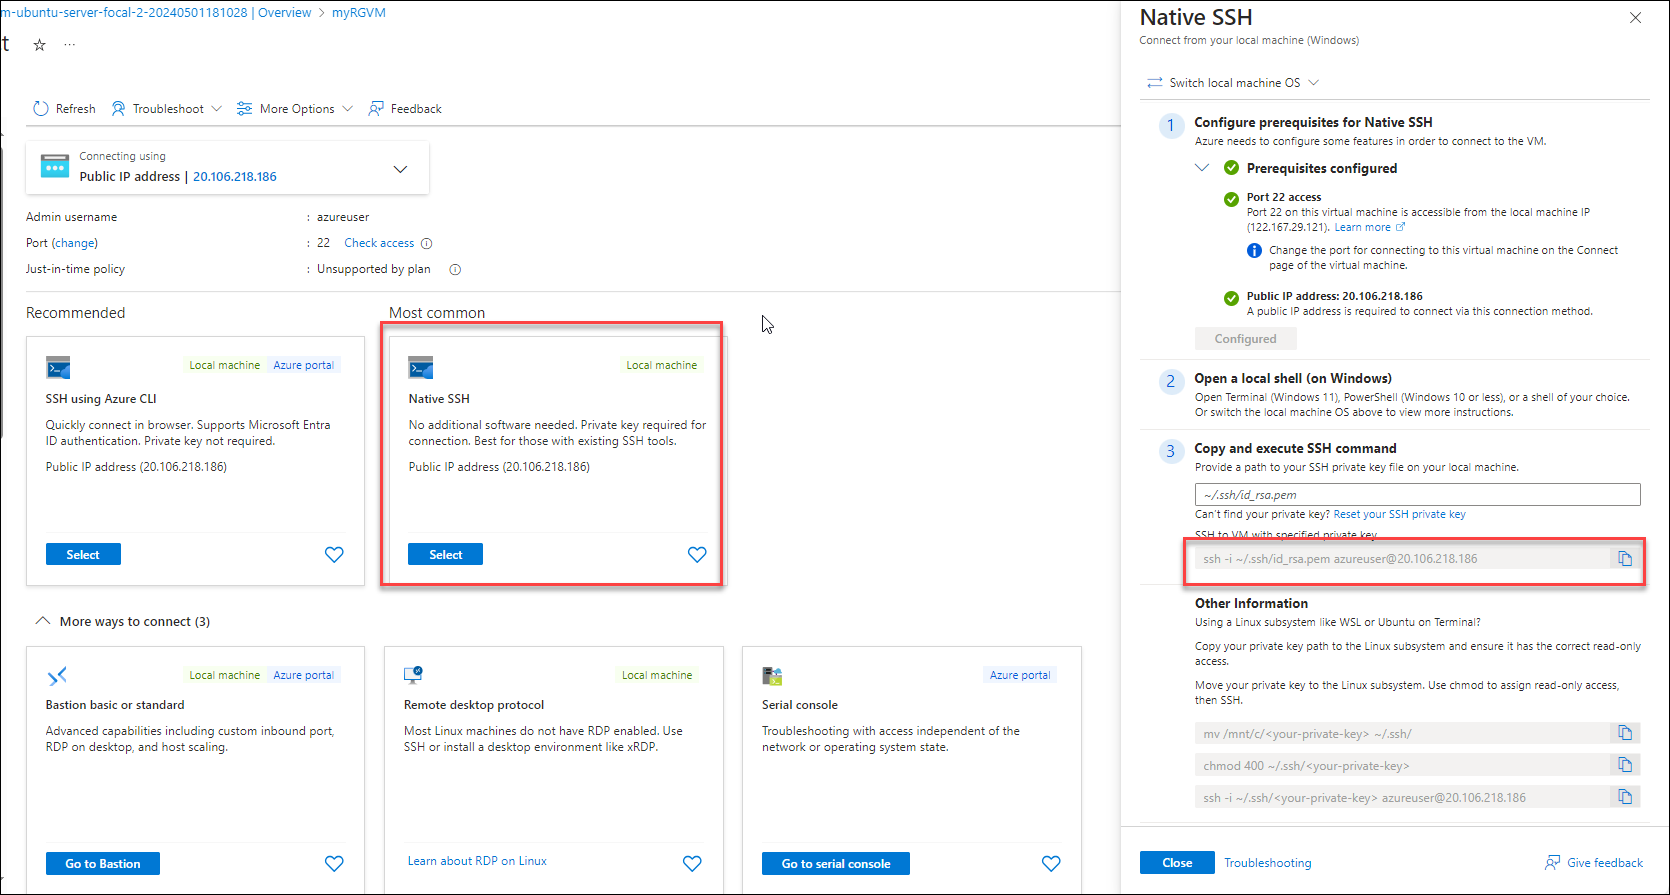 m-ubuntu-server-focal-2-20240501181028 | Overview > myRGVM
ct ☆ ...
Refresh Troubleshoot More Options Feedback
Connecting using
Public IP address | 20.106.218.186
Admin username : azureuser
Port (change) : 22 Check access
Just-in-time policy : Unsupported by plan
Recommended
Local machine Azure portal
SSH using Azure CLI
Quickly connect in browser. Supports Microsoft Entra
ID authentication. Private key not required.
Public IP address (20.106.218.186)
Select
Most common
Local machine
Native SSH
No additional software needed. Private key required for
connection. Best for those with existing SSH tools.
Public IP address (20.106.218.186)
Select
More ways to connect (3)
Local machine Azure portal
Bastion basic or standard
Advanced capabilities including custom inbound port,
RDP on desktop, and host scaling.
Go to Bastion
Local machine
Remote desktop protocol
Most Linux machines do not have RDP enabled. Use
SSH or install a desktop environment like xRDP.
Learn about RDP on Linux
Azure portal
Serial console
Troubleshooting with access independent of the
network or operating system state.
Go to serial console
Native SSH
Connect from your local machine (Windows)
Switch local machine OS
1 Configure prerequisites for Native SSH
Azure needs to configure some features in order to connect to the VM.
Prerequisites configured
Port 22 access
Port 22 on this virtual machine is accessible from the local machine IP
(122.167.29.121). Learn more
Change the port for connecting to this virtual machine on the Connect
page of the virtual machine.
Public IP address: 20.106.218.186
A public IP address is required to connect via this connection method.
Configured
2 Open a local shell (on Windows)
Open Terminal (Windows 11), PowerShell (Windows 10 or less), or a shell of your choice.
Or switch the local machine OS above to view more instructions.
3 Copy and execute SSH command
Provide a path to your SSH private key file on your local machine.
~/.ssh/id_rsa.pem
Can't find your private key? Reset your SSH private key
SSH to VM with specified private key
ssh -i ~/.ssh/id_rsa.pem azureuser@20.106.218.186
Other Information
Using a Linux subsystem like WSL or Ubuntu on Terminal?
Copy your private key path to the Linux subsystem and ensure it has the correct read-only
access.
Move your private key to the Linux subsystem. Use chmod to assign read-only access,
then SSH.
mv /mnt/c/<your-private-key> ~/.ssh/
chmod 400 ~/.ssh/<your-private-key>
ssh -i ~/.ssh/<your-private-key> azureuser@20.106.218.186
Close Troubleshooting Give feedback